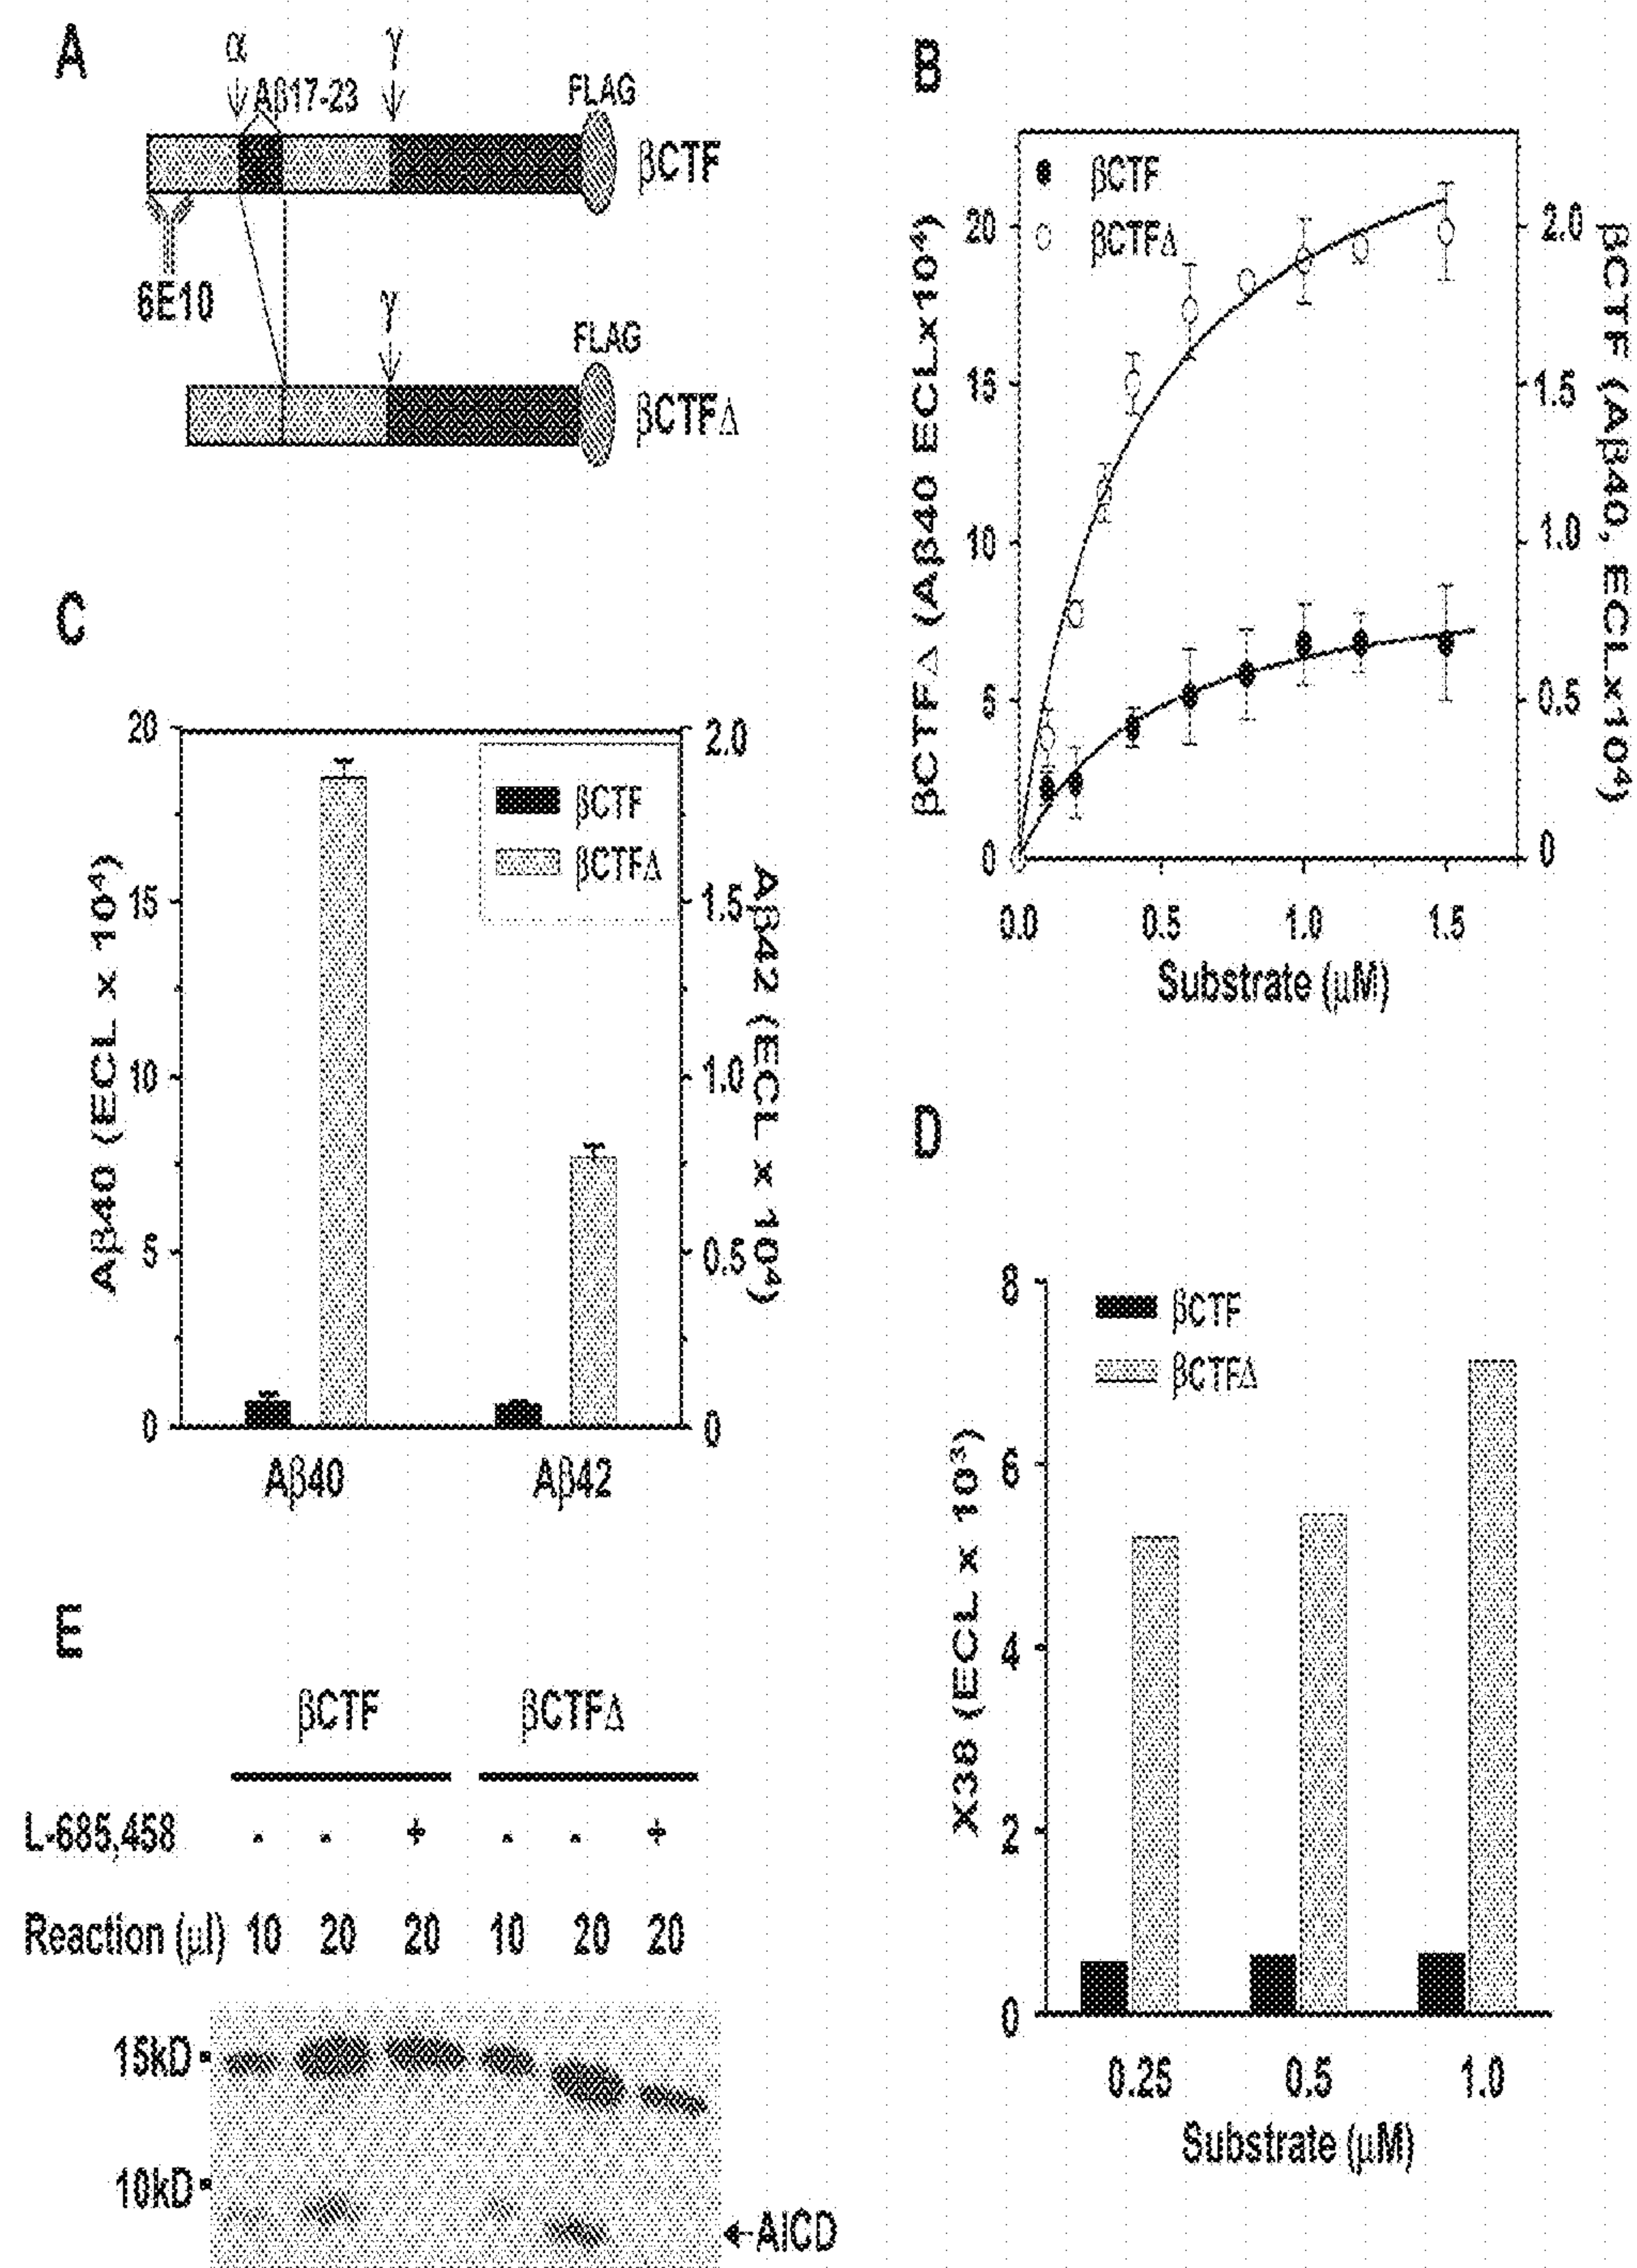 A
α
γ
Aβ17-23
FLAG
βCTF
6E10
γ
FLAG
βCTFΔ
B
βCTF
βCTFΔ
βCTFΔ (Aβ40 ECLx10⁴)
20
15
10
5
0
2.0
1.5
1.0
0.5
0
βCTF (Aβ40, ECLx10⁴)
0.0 0.5 1.0 1.5
Substrate (μM)
C
βCTF
βCTFΔ
Aβ40 (ECL x 10⁴)
20
15
10
5
0
2.0
1.5
1.0
0.5
0
Aβ42 (ECL x 10⁴)
Aβ40 Aβ42
D
βCTF
βCTFΔ
X38 (ECL x 10³)
8
6
4
2
0
0.25 0.5 1.0
Substrate (μM)
E
βCTF βCTFΔ
L-685,458 - - + - - +
Reaction (μl) 10 20 20 10 20 20
15kD
10kD
←AICD